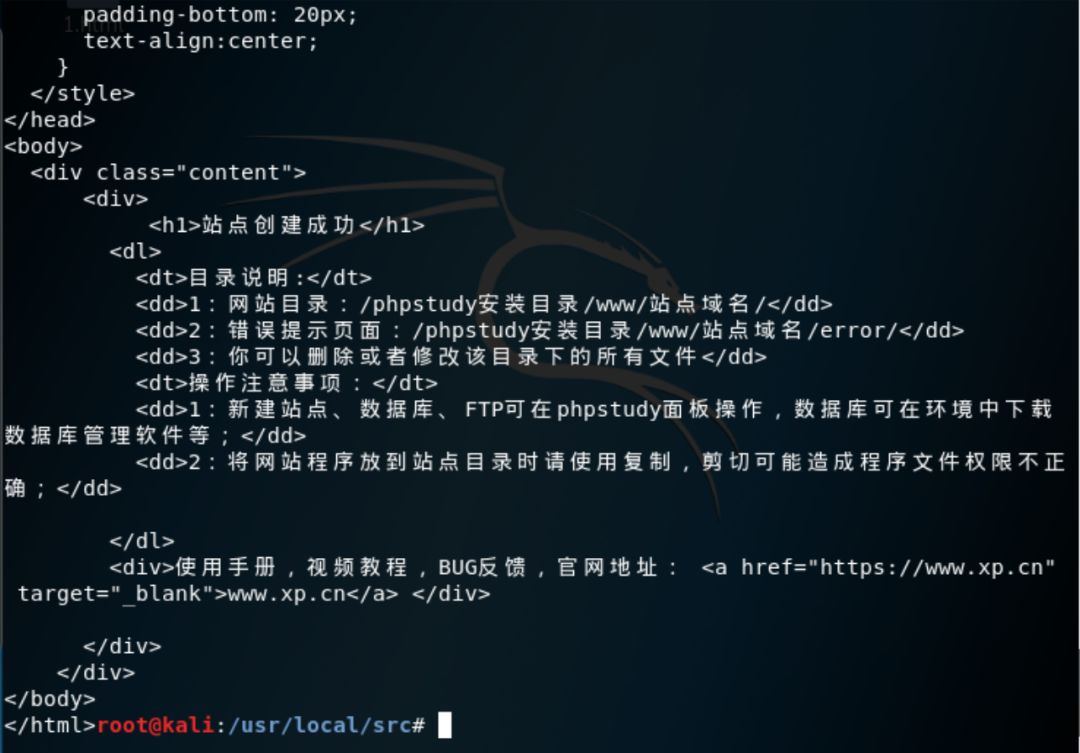 padding-bottom: 20px;
1.html
text-align:center;
}
</style>
</head>
<body>
<div class="content">
<div>
<h1>站点创建成功</h1>
<dl>
<dt>目录说明:</dt>
<dd>1：网站目录：/phpstudy安装目录/www/站点域名/</dd>
<dd>2：错误提示页面：/phpstudy安装目录/www/站点域名/error/</dd>
<dd>3：你可以删除或者修改该目录下的所有文件</dd>
<dt>操作注意事项：</dt>
<dd>1：新建站点、数据库、FTP可在phpstudy面板操作，数据库可在环境中下载
数据库管理软件等；</dd>
<dd>2：将网站程序放到站点目录时请使用复制，剪切可能造成程序文件权限不正
确；</dd>
</dl>
<div>使用手册，视频教程，BUG反馈，官网地址： <a href="https://www.xp.cn"
target="_blank">www.xp.cn</a> </div>
</div>
</div>
</body>
</html>root@kali:/usr/local/src#